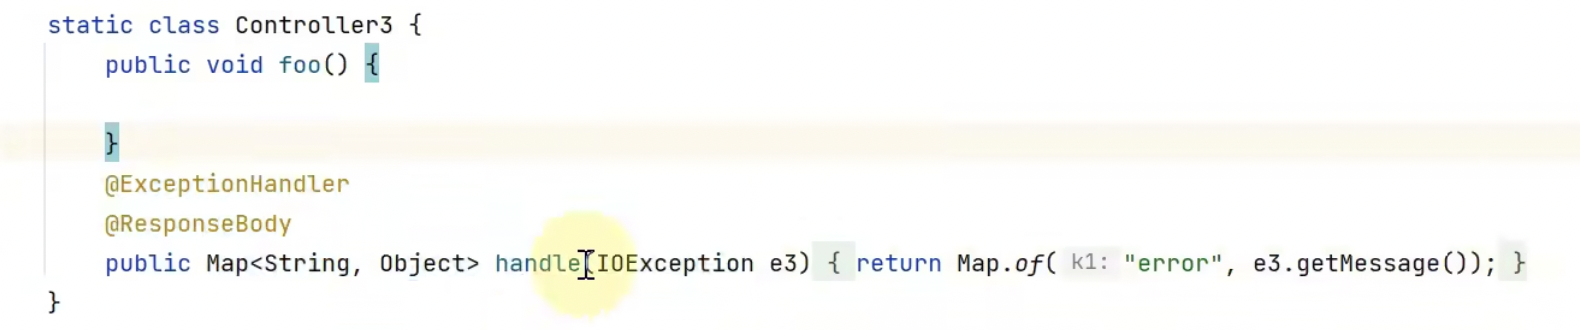 static class Controller3 {
public void foo() {
}
@ExceptionHandler
@ResponseBody
public Map<String, Object> handle(IOException e3) { return Map.of( k1: "error", e3.getMessage()); }
}